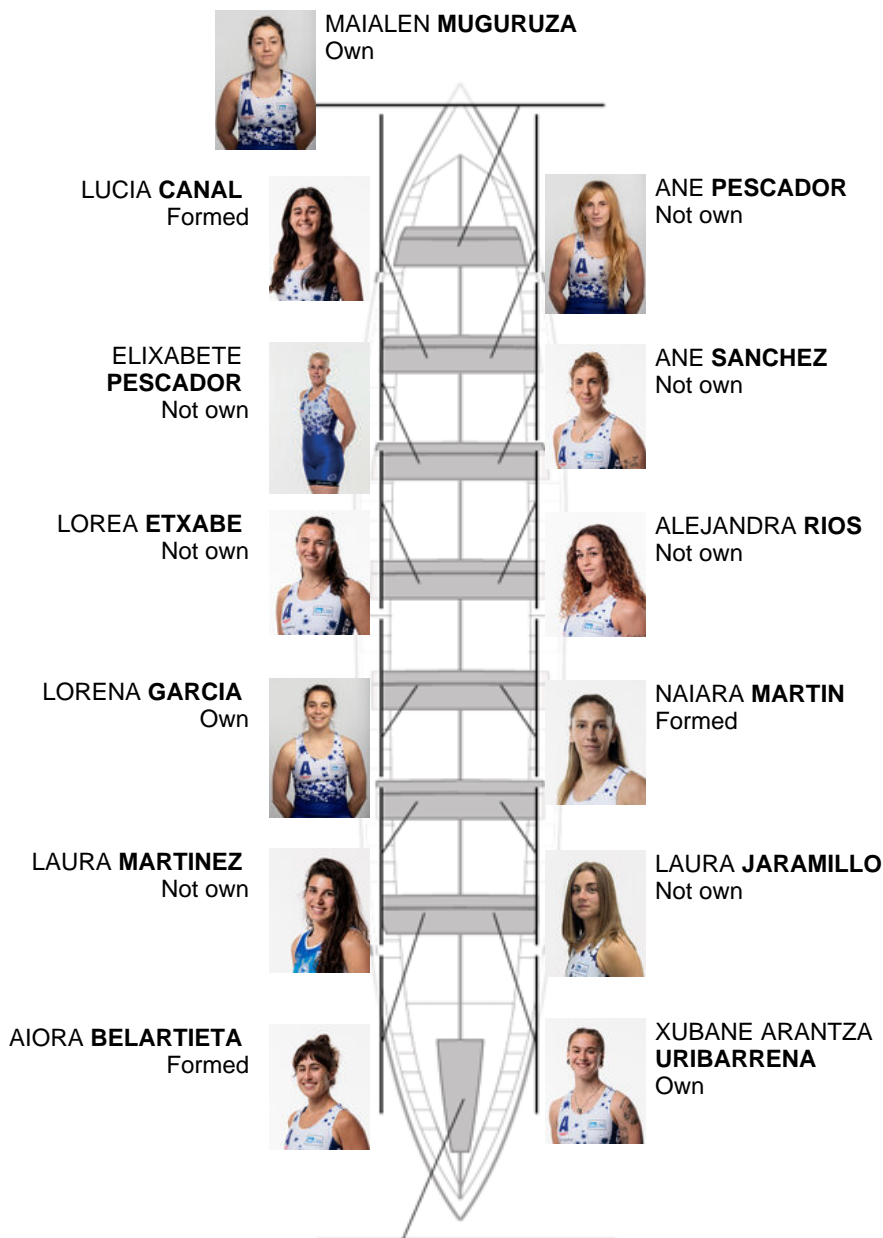 MAIALEN MUGURUZA
Own
LUCIA CANAL
Formed
ANE PESCADOR
Not own
ELIXABETE
PESCADOR
Not own
ANE SANCHEZ
Not own
LOREA ETXABE
Not own
ALEJANDRA RIOS
Not own
LORENA GARCIA
Own
NAIARA MARTIN
Formed
LAURA MARTINEZ
Not own
LAURA JARAMILLO
Not own
AIORA BELARTIETA
Formed
XUBANE ARANTZA
URIBARRENA
Own